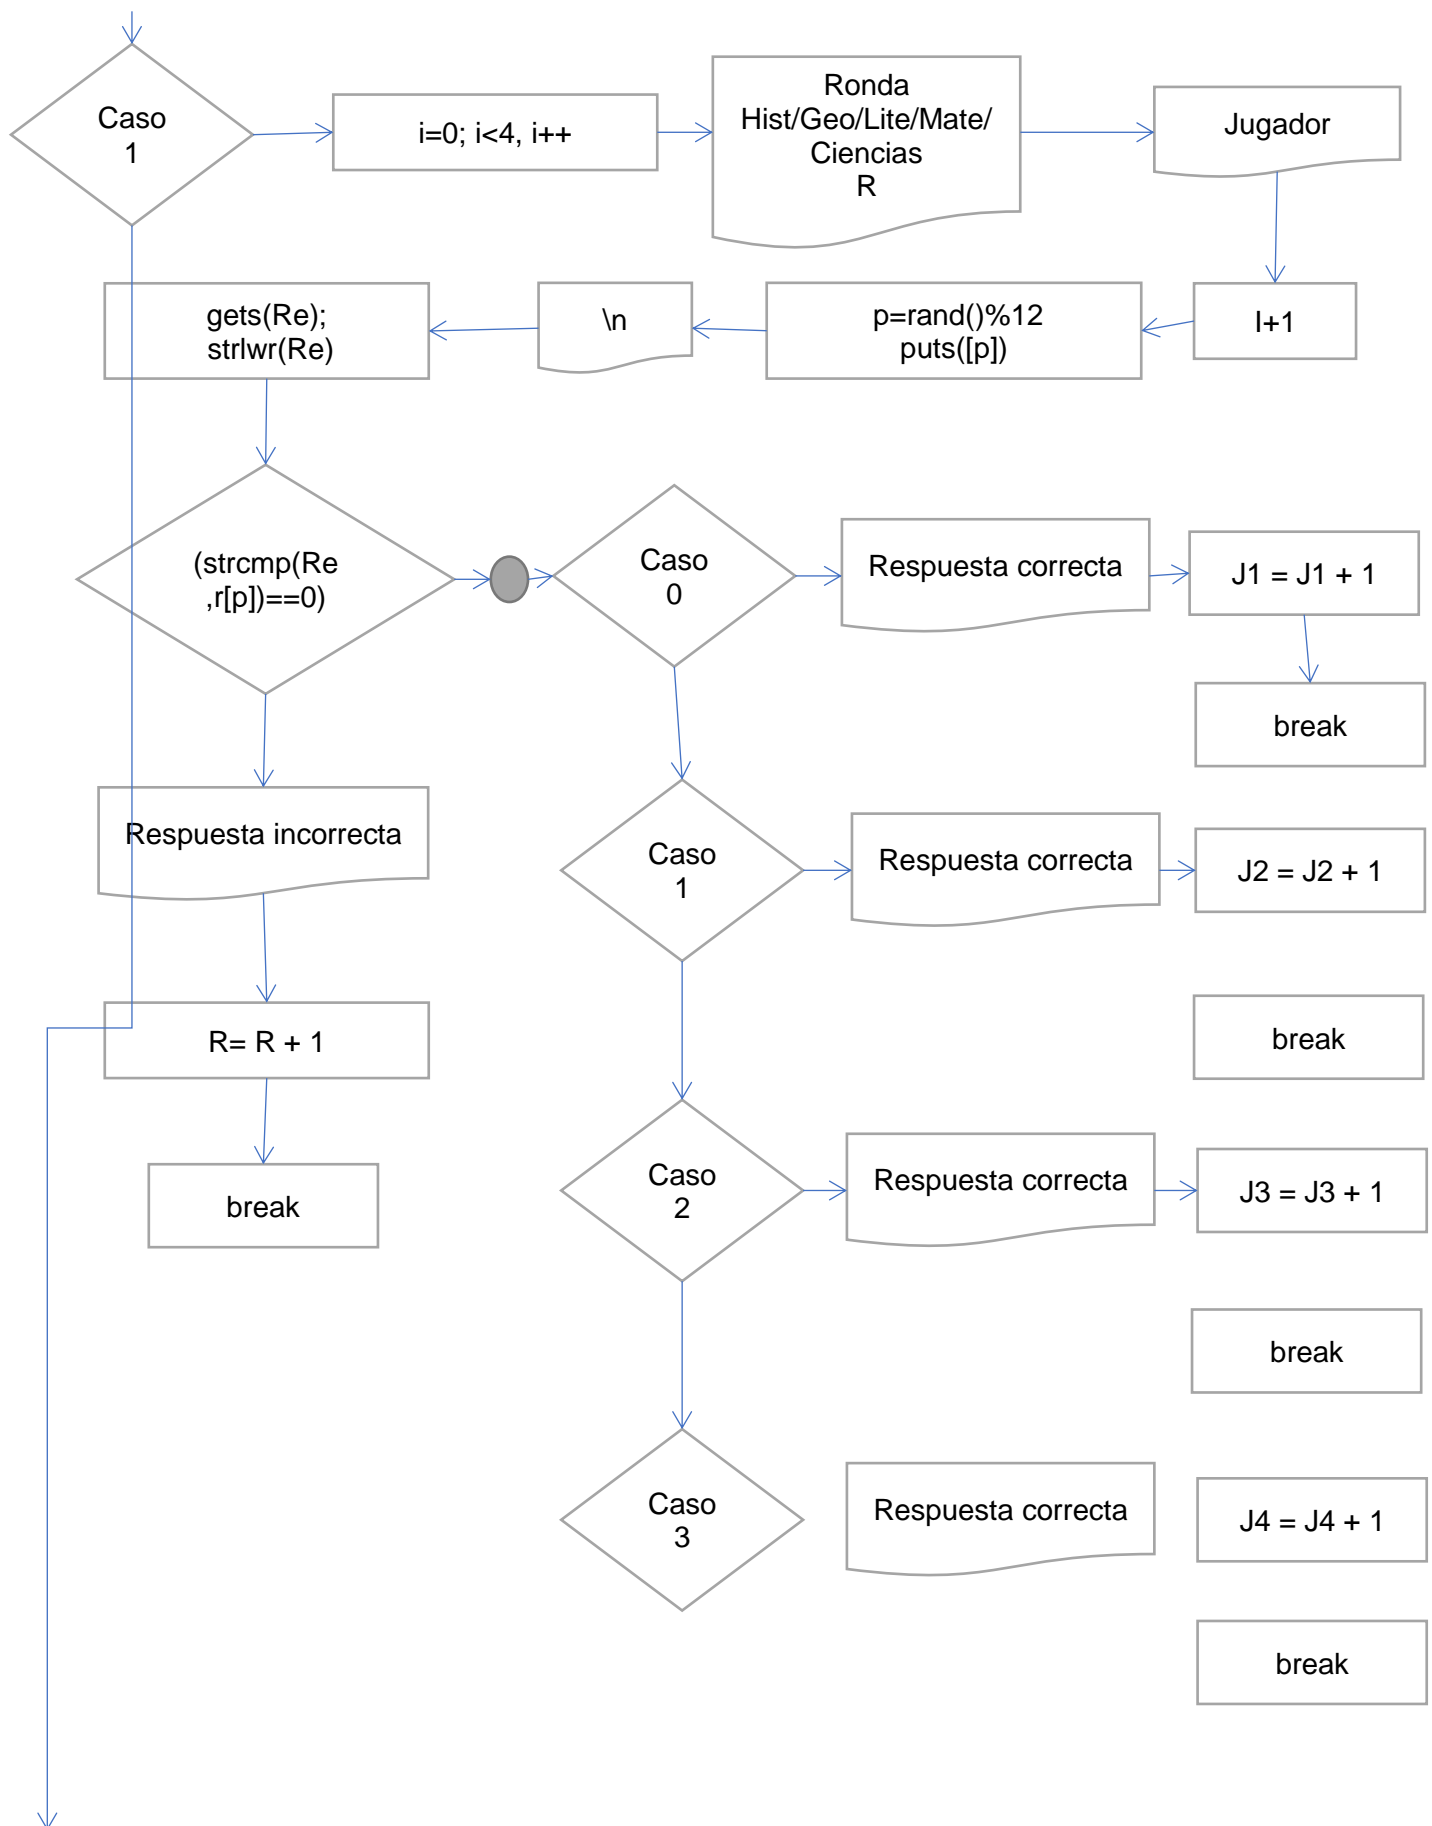 Caso
1
i=0; i<4, i++
Ronda
Hist/Geo/Lite/Mate/
Ciencias
R
Jugador
I+1
p=rand()%12
puts([p])
\n
gets(Re);
strlwr(Re)
(strcmp(Re
,r[p])==0)
Caso
0
Respuesta correcta
J1 = J1 + 1
break
Respuesta incorrecta
Caso
1
Respuesta correcta
J2 = J2 + 1
R= R + 1
break
break
Caso
2
Respuesta correcta
J3 = J3 + 1
break
Caso
3
Respuesta correcta
J4 = J4 + 1
break